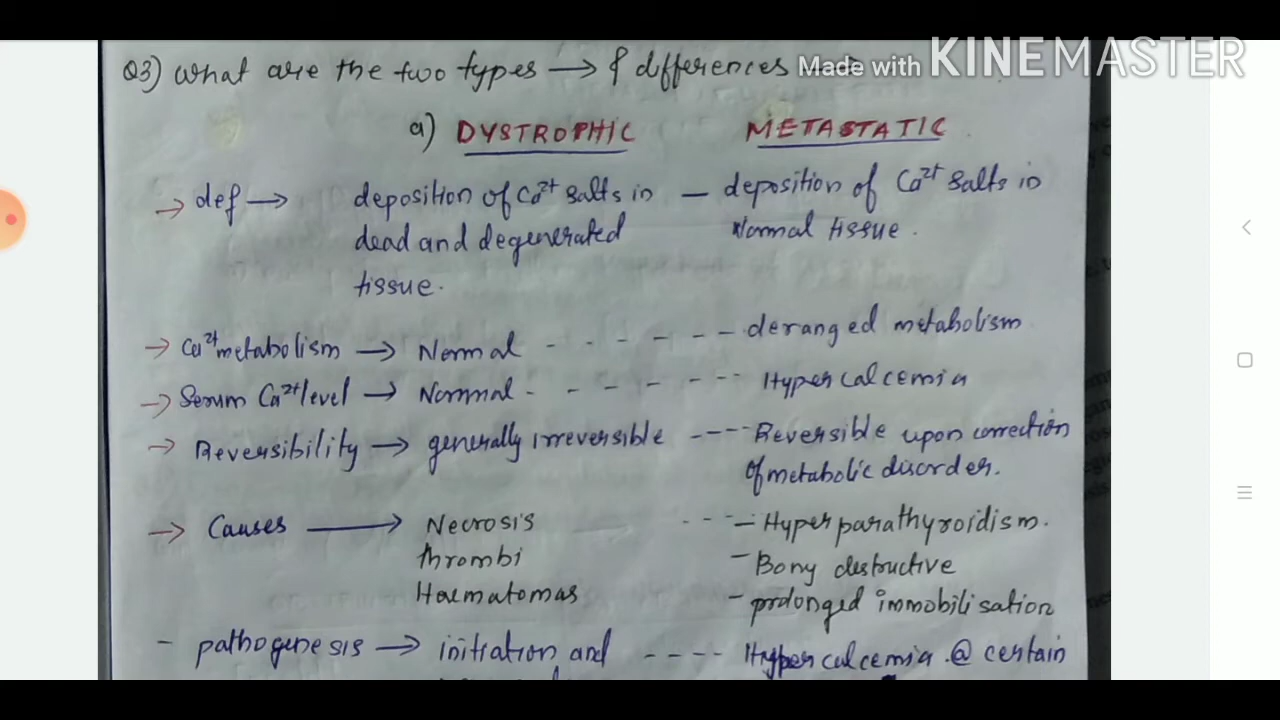 Made with KINEMASTER
Q3) What are the two types → & differences
a) DYSTROPHIC METASTATIC
→ def → deposition of Ca²⁺ salts in — deposition of Ca²⁺ salts in
dead and degenerated Normal tissue.
tissue.
→ Ca²⁺ metabolism → Normal - - - - - - deranged metabolism
→ Serum Ca²⁺ level → Normal - - - - - - Hypercalcemia
→ Reversibility → generally irreversible ---- Reversible upon correction
of metabolic disorder.
→ Causes → Necrosis --- Hyperparathyroidism.
thrombi - Bony destructive
Haematomas - prolonged immobilisation
- pathogenesis → initiation and ---- Hypercalcemia @ certain